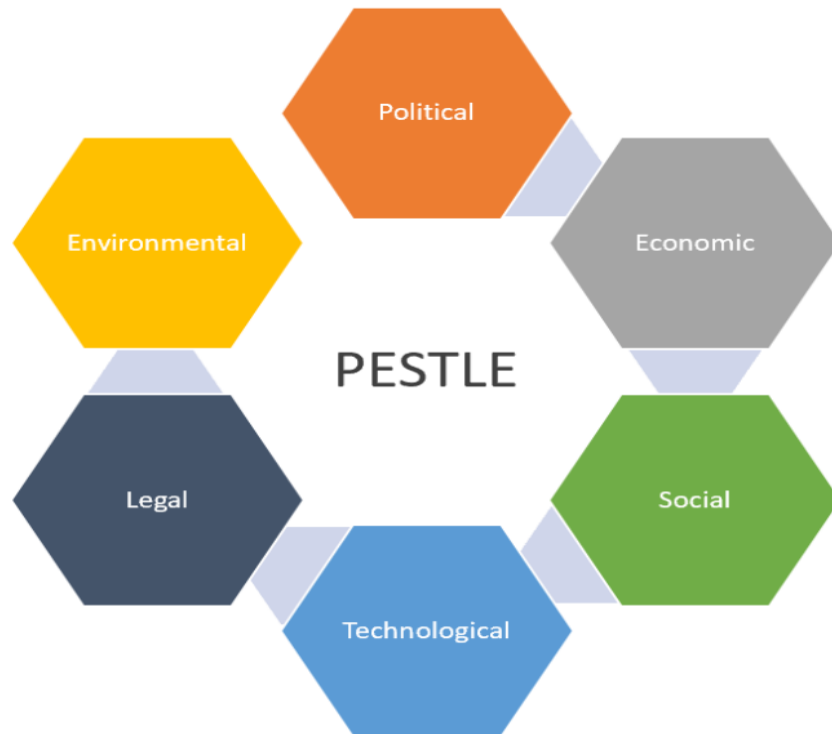 Political
Economic
Social
Technological
Legal
Environmental
PESTLE